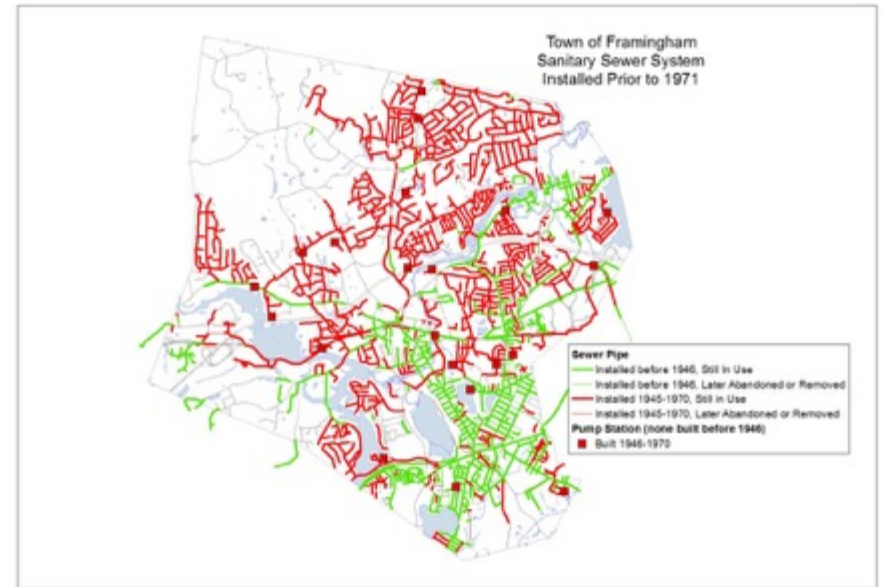 Town of Framingham
Sanitary Sewer System
Installed Prior to 1971
Sewer Pipe
Installed before 1946, Still in Use
Installed before 1946, Later Abandoned or Removed
Installed 1945-1970, Still in Use
Installed 1945-1970, Later Abandoned or Removed
Pump Station (none built before 1946)
Built 1946-1970